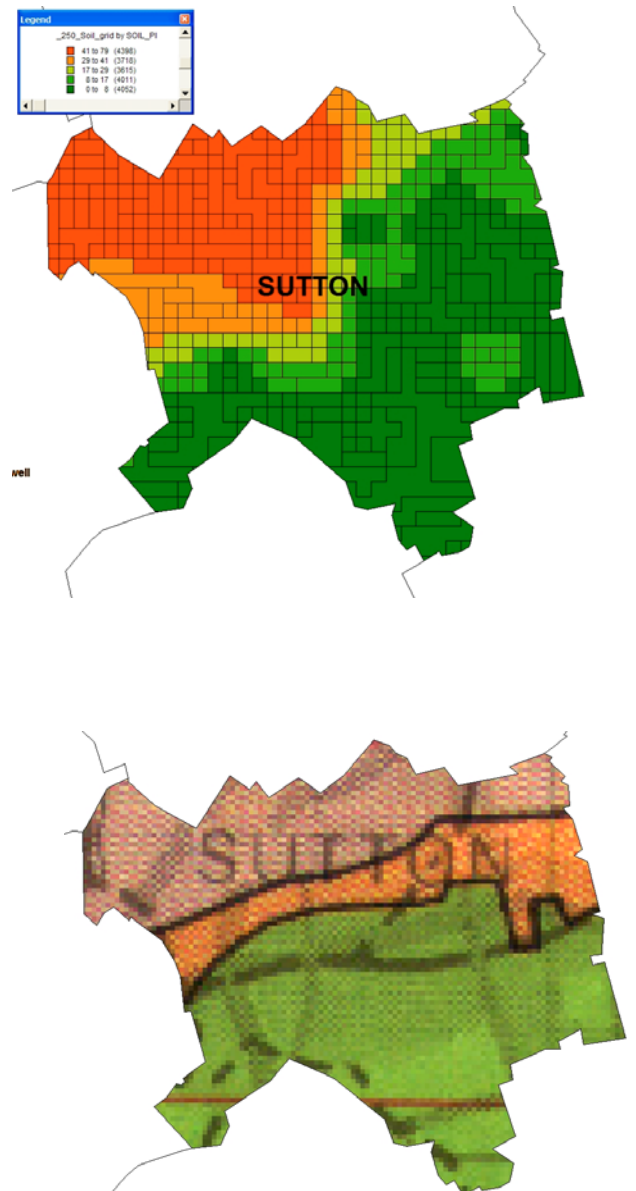 Legend
_250_Soil_grid by SOIL_PI
41 to 79 (4398)
29 to 41 (3718)
17 to 29 (3615)
8 to 17 (4011)
0 to 8 (4052)
SUTTON
well
SUTTON